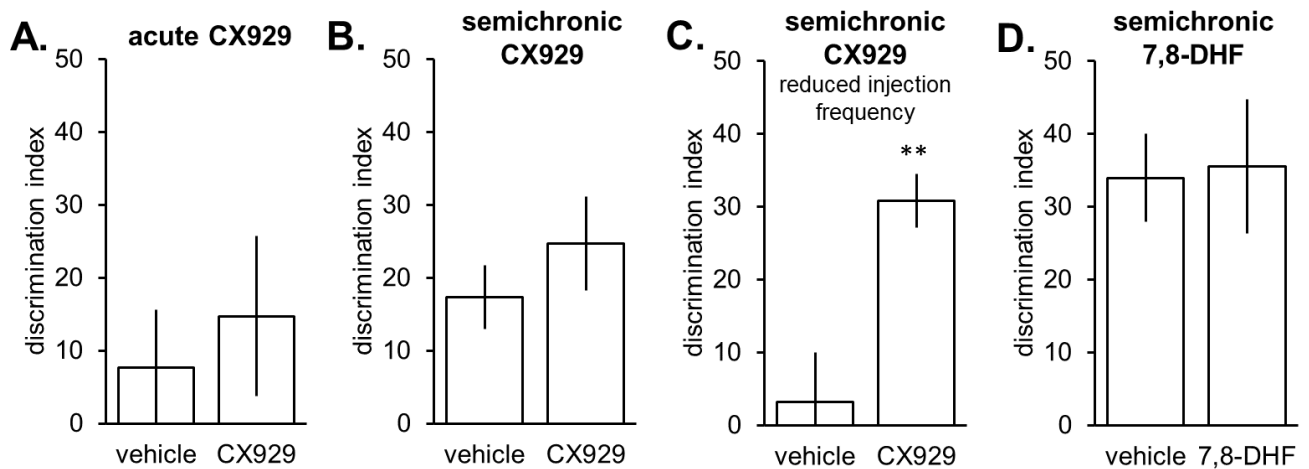 A.
acute CX929
discrimination index
50
40
30
20
10
0
vehicle CX929
B.
semichronic
CX929
discrimination index
50
40
30
20
10
0
vehicle CX929
C.
semichronic
CX929
reduced injection
frequency
**
discrimination index
50
40
30
20
10
0
vehicle CX929
D.
semichronic
7,8-DHF
discrimination index
50
40
30
20
10
0
vehicle 7,8-DHF